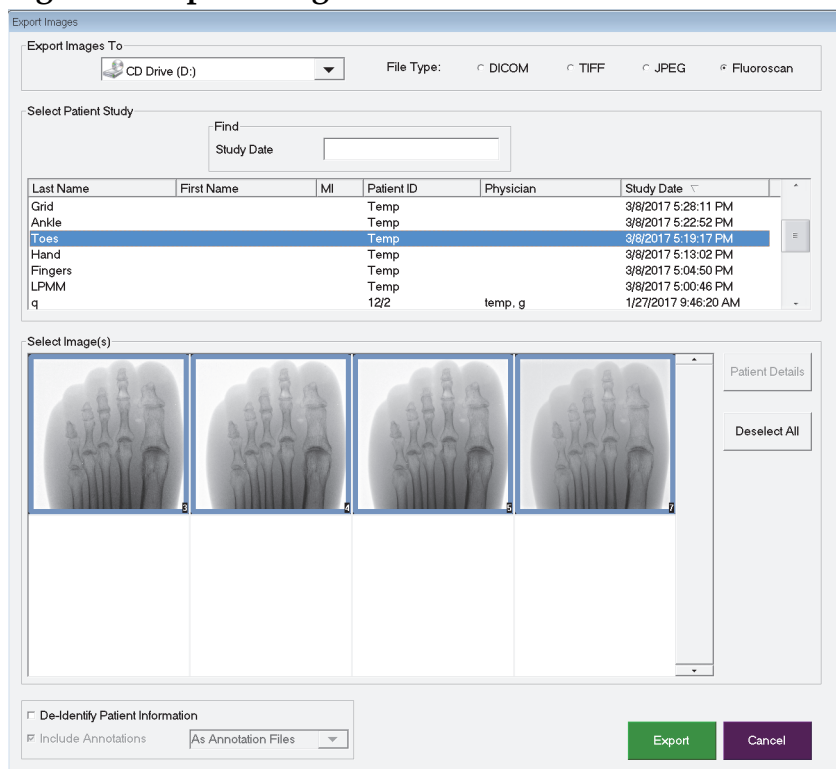 Export Images
Export Images To
CD Drive (D:)
File Type:
DICOM
TIFF
JPEG
Fluoroscan
Select Patient Study
Find
Study Date
Last Name First Name MI Patient ID Physician Study Date
Grid Temp 3/8/2017 5:28:11 PM
Ankle Temp 3/8/2017 5:22:52 PM
Toes Temp 3/8/2017 5:19:17 PM
Hand Temp 3/8/2017 5:13:02 PM
Fingers Temp 3/8/2017 5:04:50 PM
LPMM Temp 3/8/2017 5:00:46 PM
q 12/2 temp, g 1/27/2017 9:46:20 AM
Select Image(s)
3 4 5 7
Patient Details
Deselect All
De-Identify Patient Information
Include Annotations As Annotation Files
Export Cancel